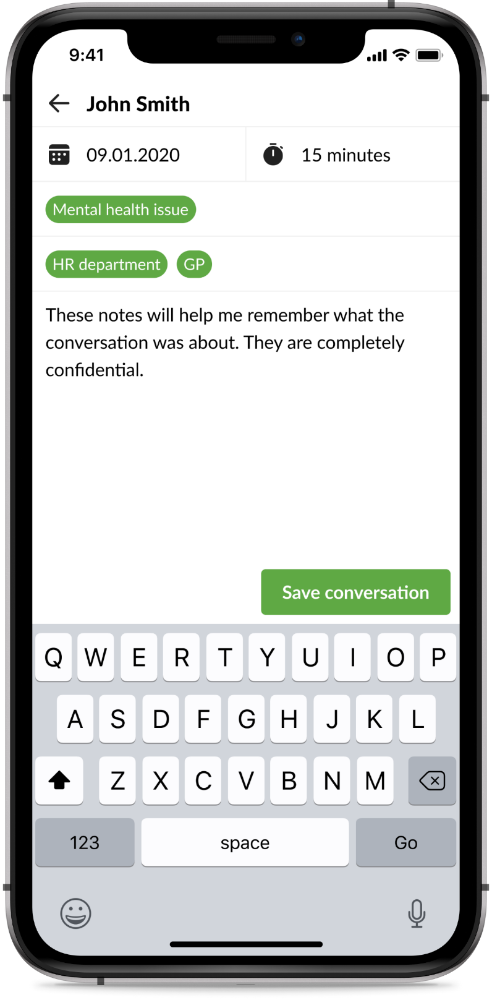 9:41
John Smith
09.01.2020
15 minutes
Mental health issue
HR department GP
These notes will help me remember what the
conversation was about. They are completely
confidential.
Save conversation
Q W E R T Y U I O P
A S D F G H J K L
Z X C V B N M
123 space Go